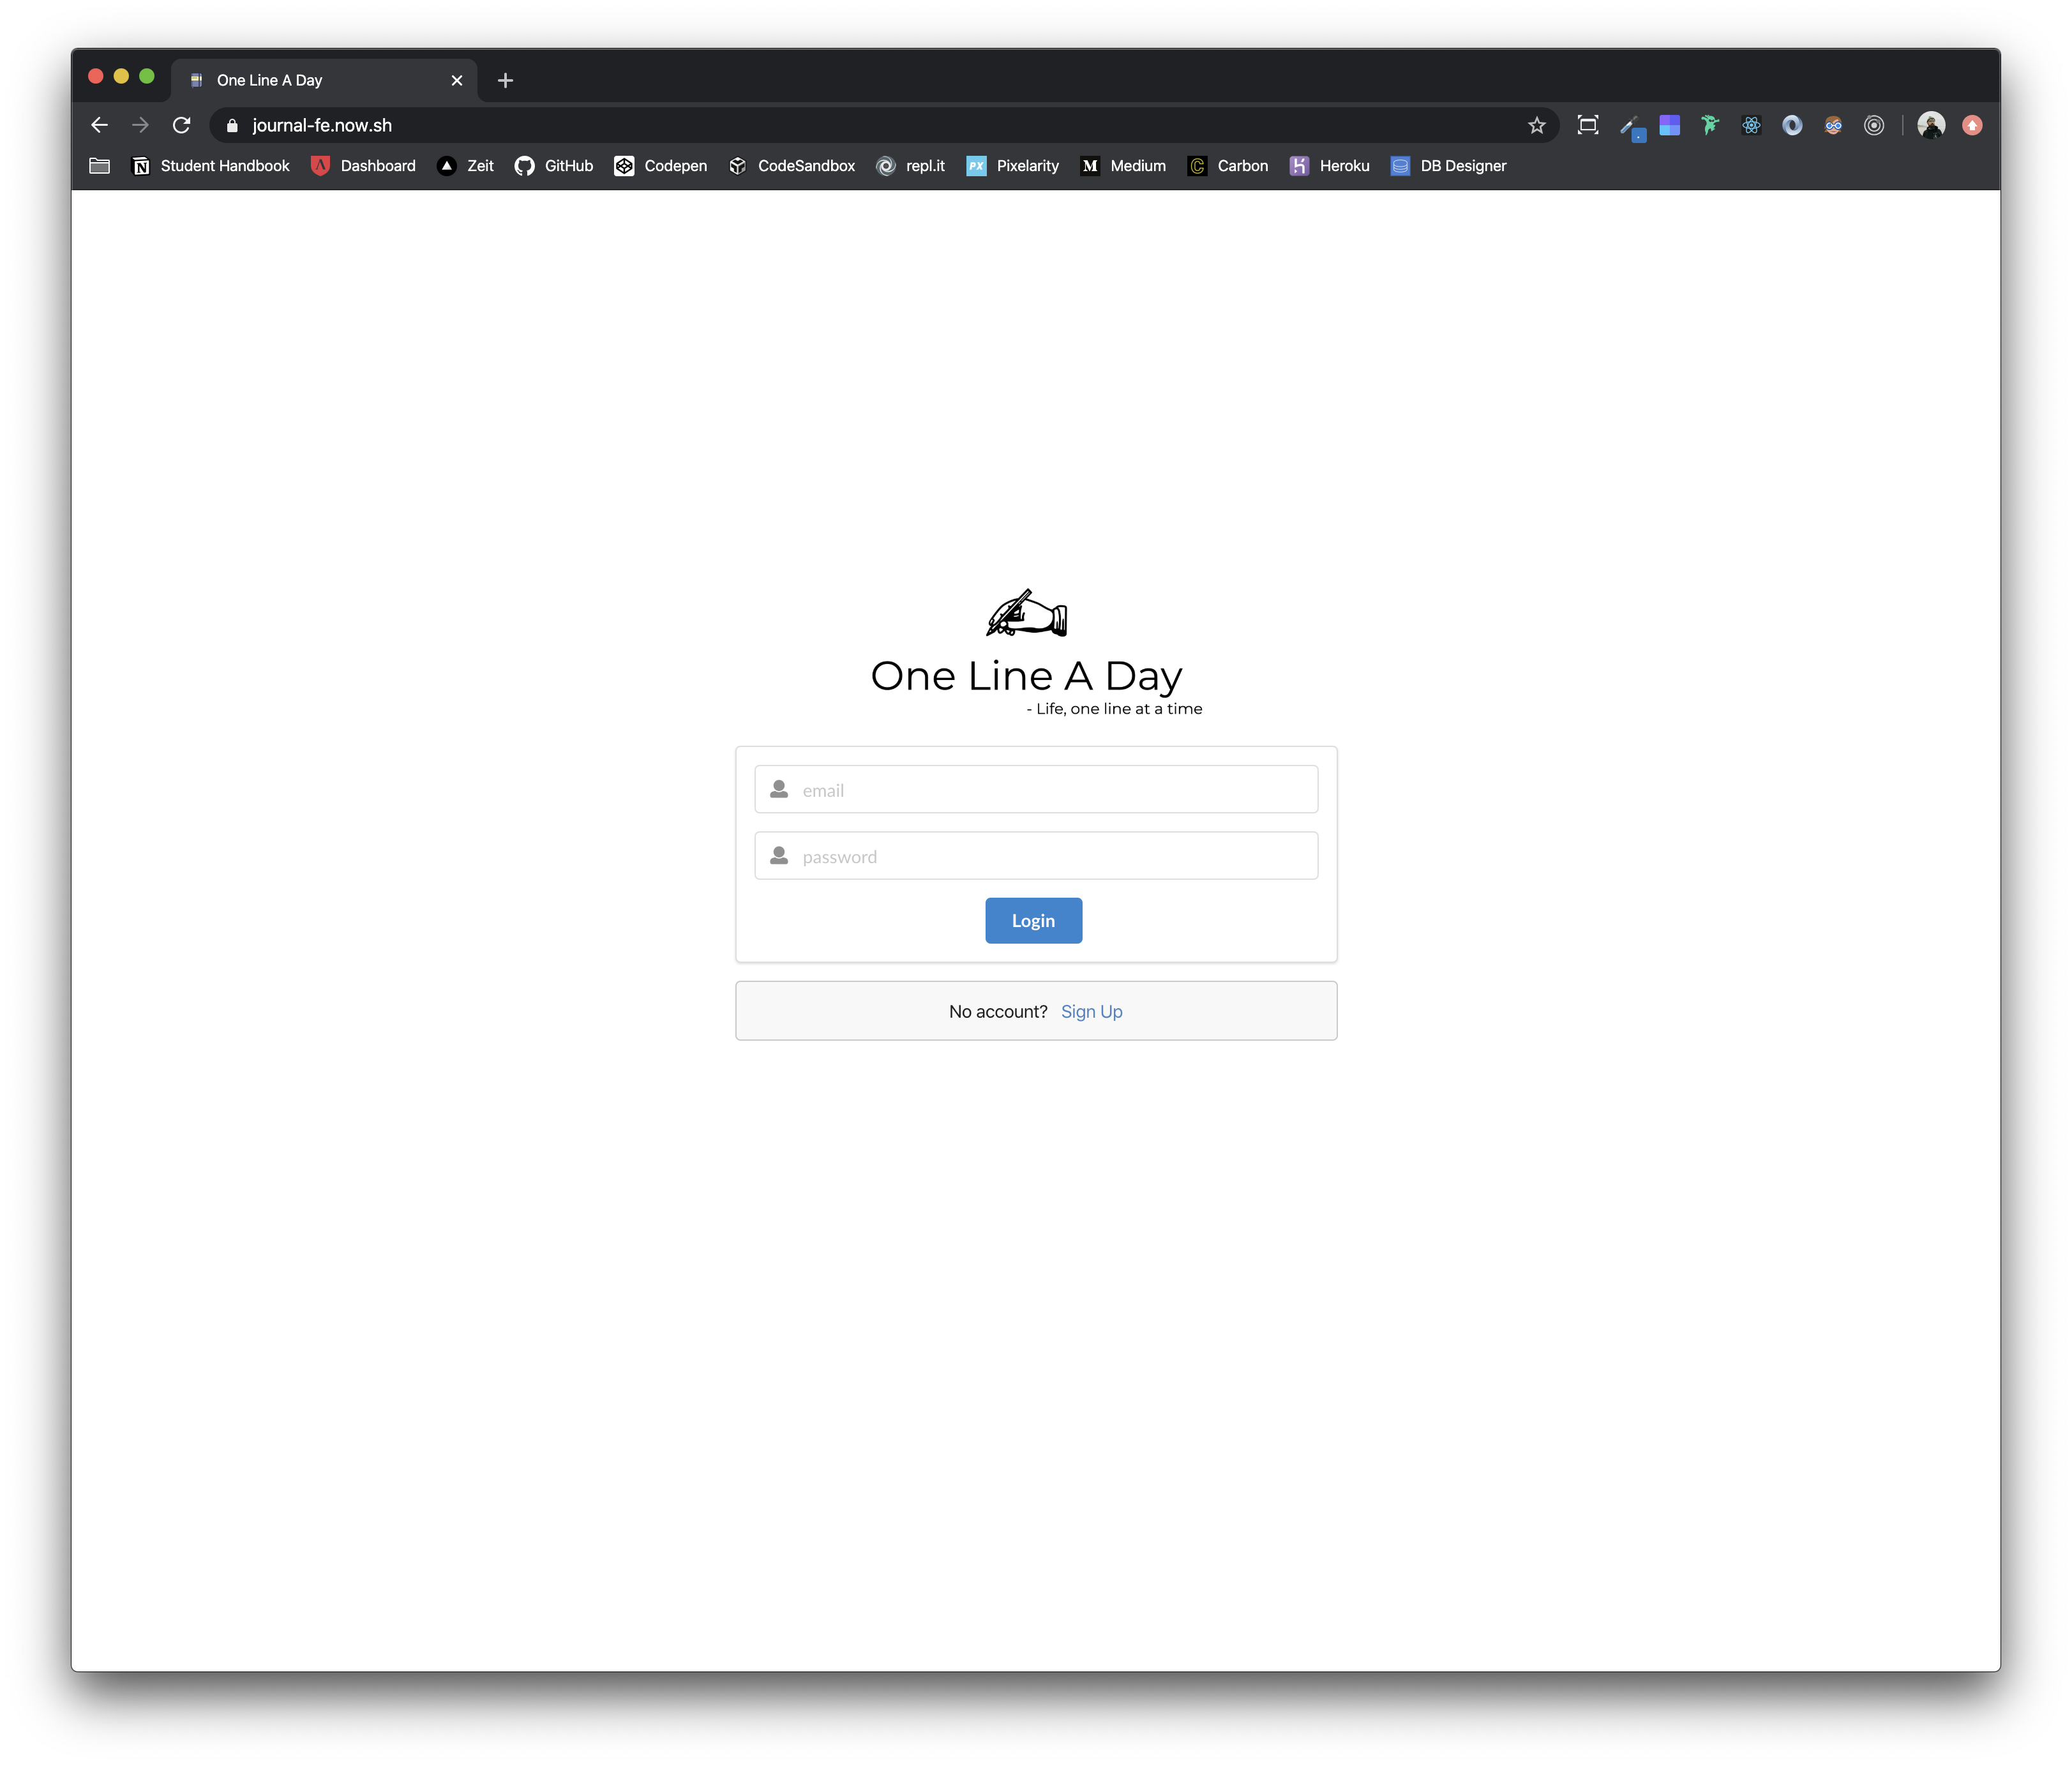 One Line A Day
journal-fe.now.sh
Student Handbook Dashboard Zeit GitHub Codepen CodeSandbox repl.it PX Pixelarity M Medium Carbon Heroku DB Designer
One Line A Day
- Life, one line at a time
email
password
Login
No account? Sign Up